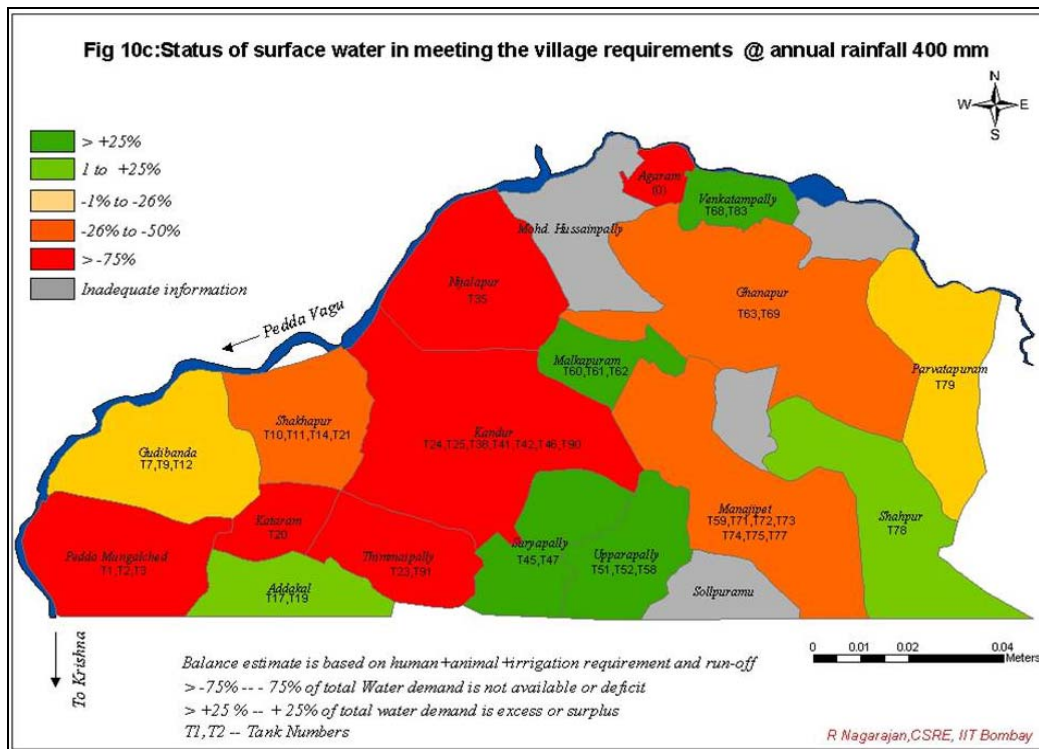 Fig 10c:Status of surface water in meeting the village requirements @ annual rainfall 400 mm
N
W E
S
> +25%
1 to +25%
-1% to -26%
-26% to -50%
> -75%
Inadequate information
Agaram
(0)
Venkatampally
T68, T83
Mohd. Hussainpally
Nijalapur
T35
Ghanapur
T63,T69
Pedda Vagu
Malkapuram
T60, T61, T62
Parvatapuram
T79
Shakhapur
T10,T11,T14,T21
Kandur
T24,T25,T38,T41,T42,T46,T90
Gudibanda
T7,T9,T12
Manajipet
T59,T71,T72,T73
T74,T75,T77
Shahpur
T78
Kataram
T20
Pedda Mungalched
T1,T2,T3
Thimmaipally
T23,T91
Suryapally
T45,T47
Upparapally
T51,T52,T58
Addakal
T17,T19
Sollpuramu
0 0.01 0.02 0.04
Meters
To Krishna
Balance estimate is based on human+animal+irrigation requirement and run-off
> -75% -- - 75% of total Water demand is not available or deficit
> +25 % -- + 25% of total water demand is excess or surplus
T1,T2 -- Tank Numbers
R Nagarajan,CSRE, IIT Bombay